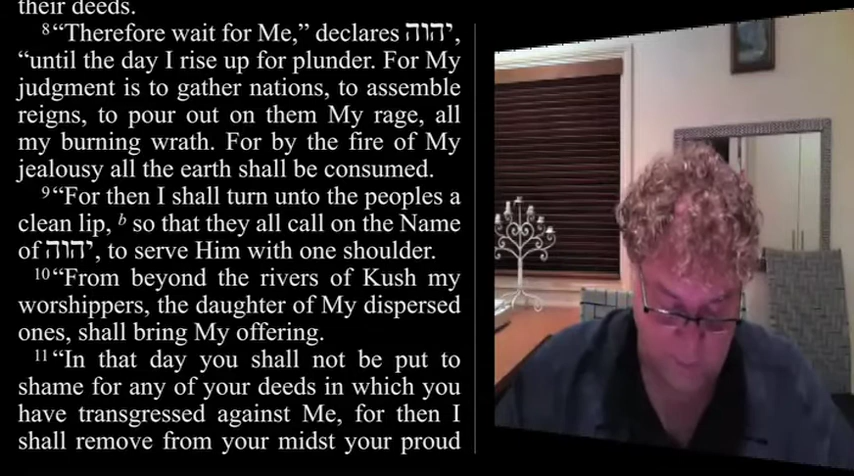 their deeds.
8 “Therefore wait for Me,” declares יהוה,
“until the day I rise up for plunder. For My
judgment is to gather nations, to assemble
reigns, to pour out on them My rage, all
my burning wrath. For by the fire of My
jealousy all the earth shall be consumed.
9 “For then I shall turn unto the peoples a
clean lip, b so that they all call on the Name
of יהוה, to serve Him with one shoulder.
10 “From beyond the rivers of Kush my
worshippers, the daughter of My dispersed
ones, shall bring My offering.
11 “In that day you shall not be put to
shame for any of your deeds in which you
have transgressed against Me, for then I
shall remove from your midst your proud